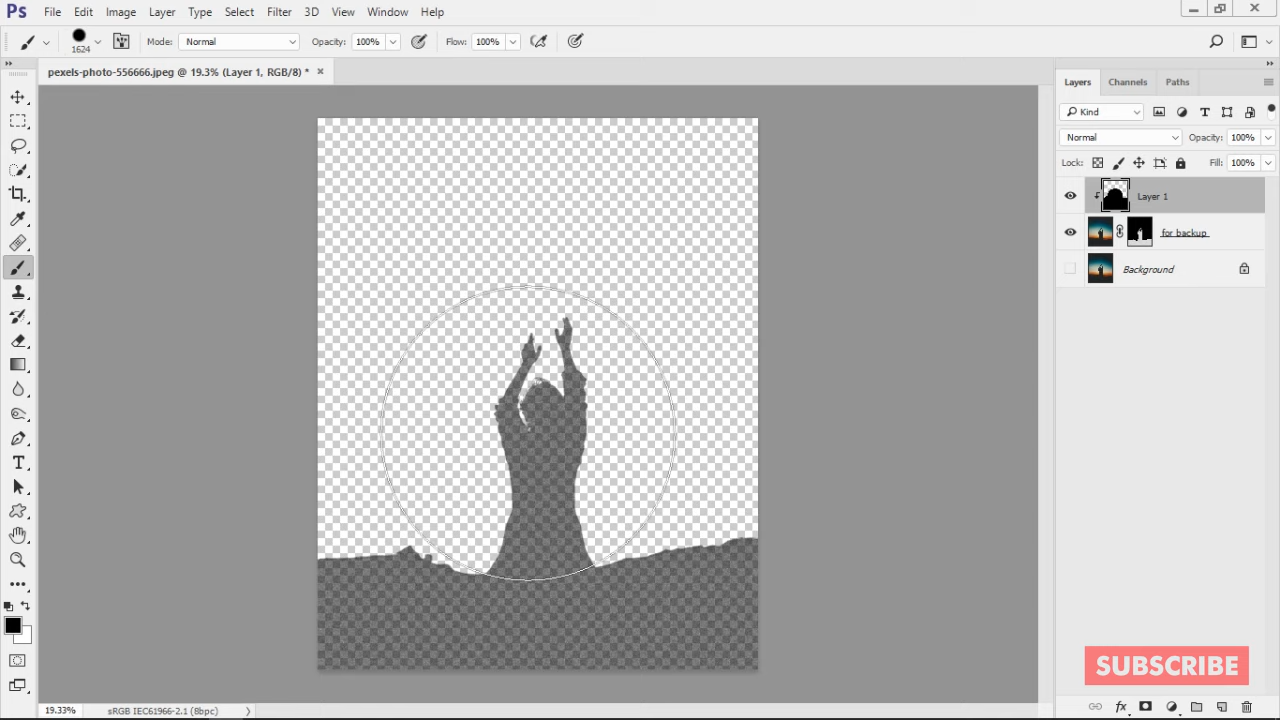 Ps File Edit Image Layer Type Select Filter 3D View Window Help
1624 Mode: Normal Opacity: 100% Flow: 100%
pexels-photo-556666.jpeg @ 19.3% (Layer 1, RGB/8) *
Layers Channels Paths
Kind
Normal Opacity: 100%
Lock: Fill: 100%
Layer 1
for backup
Background
SUBSCRIBE
19.33% sRGB IEC61966-2.1 (8bpc)
fx